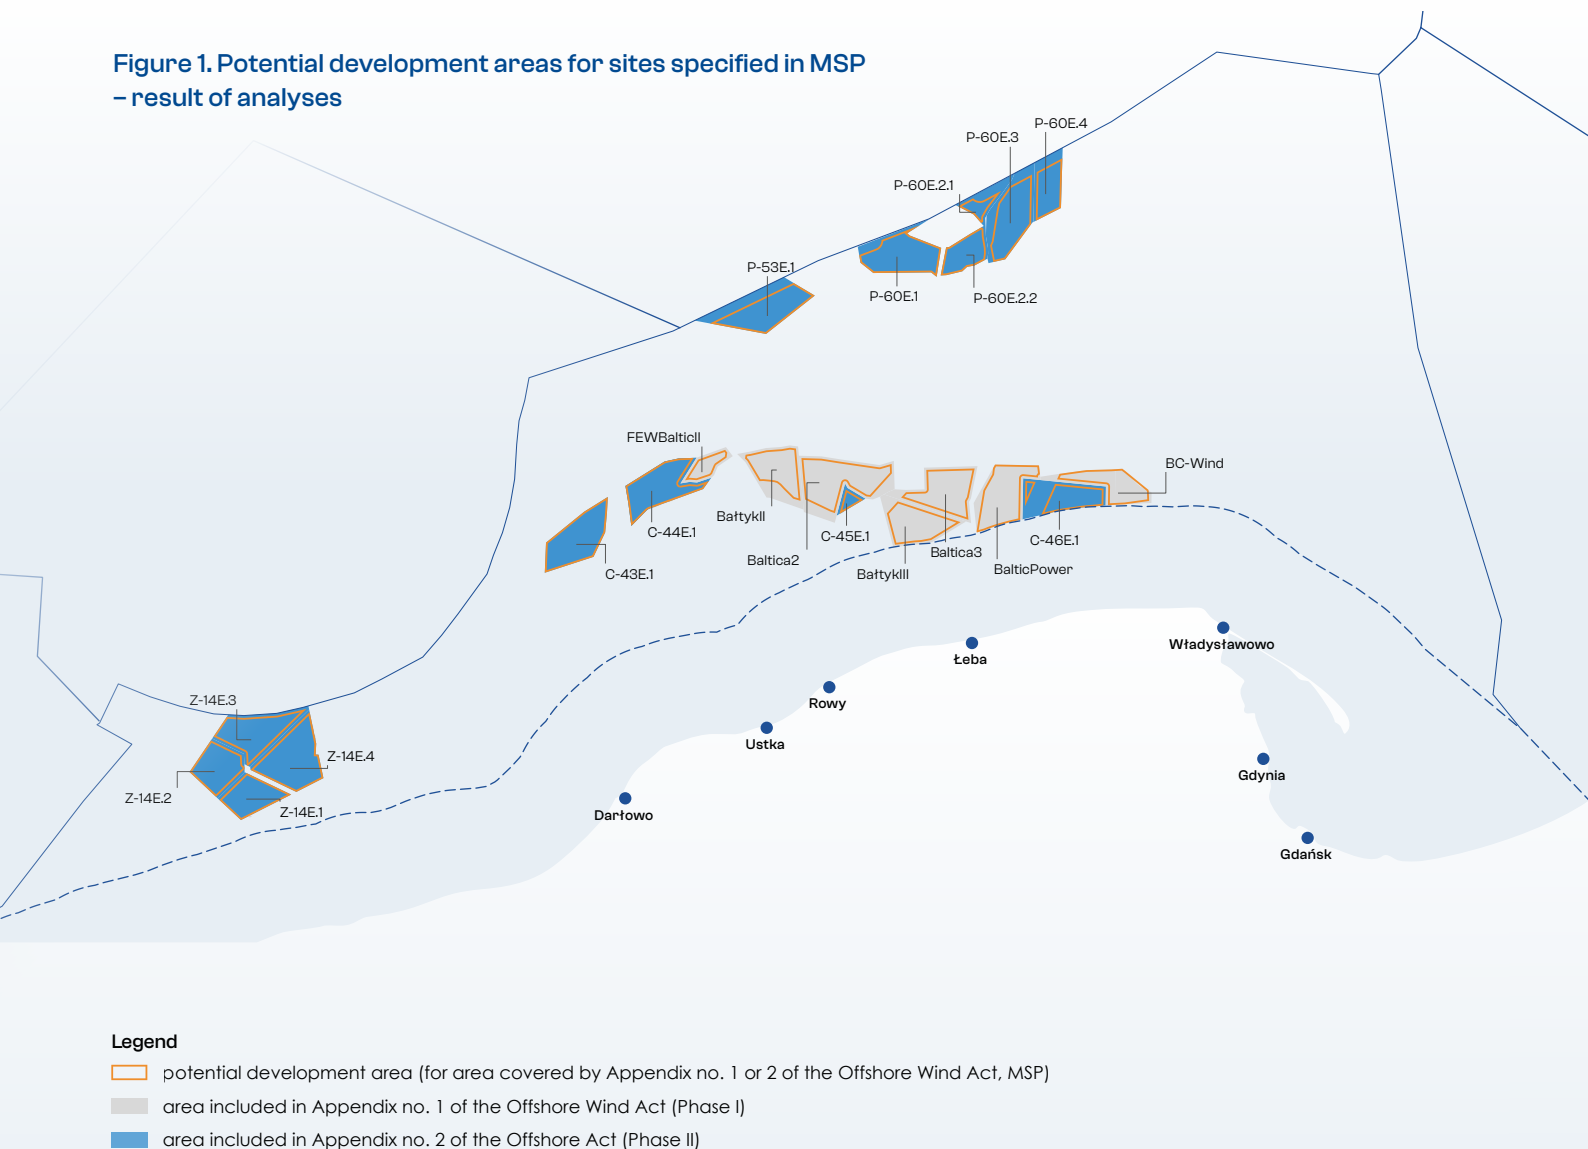 Figure 1. Potential development areas for sites specified in MSP
– result of analyses
P-60E.4
P-60E.3
P-60E.2.1
P-53E.1
P-60E.1
P-60E.2.2
FEWBalticII
BC-Wind
BałtykII
C-44E.1
C-45E.1
C-46E.1
Baltica2
Baltica3
BałtykIII
BalticPower
C-43E.1
Władysławowo
Łeba
Rowy
Z-14E.3
Ustka
Z-14E.4
Gdynia
Z-14E.2
Z-14E.1
Darłowo
Gdańsk
Legend
potential development area (for area covered by Appendix no. 1 or 2 of the Offshore Wind Act, MSP)
area included in Appendix no. 1 of the Offshore Wind Act (Phase I)
area included in Appendix no. 2 of the Offshore Act (Phase II)